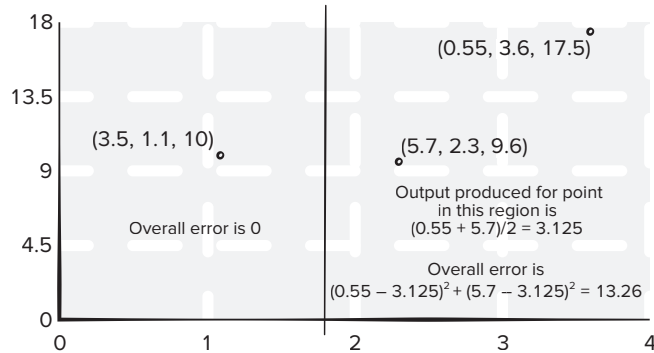 18
(0.55, 3.6, 17.5)
13.5
(3.5, 1.1, 10)
(5.7, 2.3, 9.6)
9
Output produced for point
in this region is
(0.55 + 5.7)/2 = 3.125
Overall error is 0
4.5
Overall error is
(0.55 – 3.125)² + (5.7 -- 3.125)² = 13.26
0
0 1 2 3 4